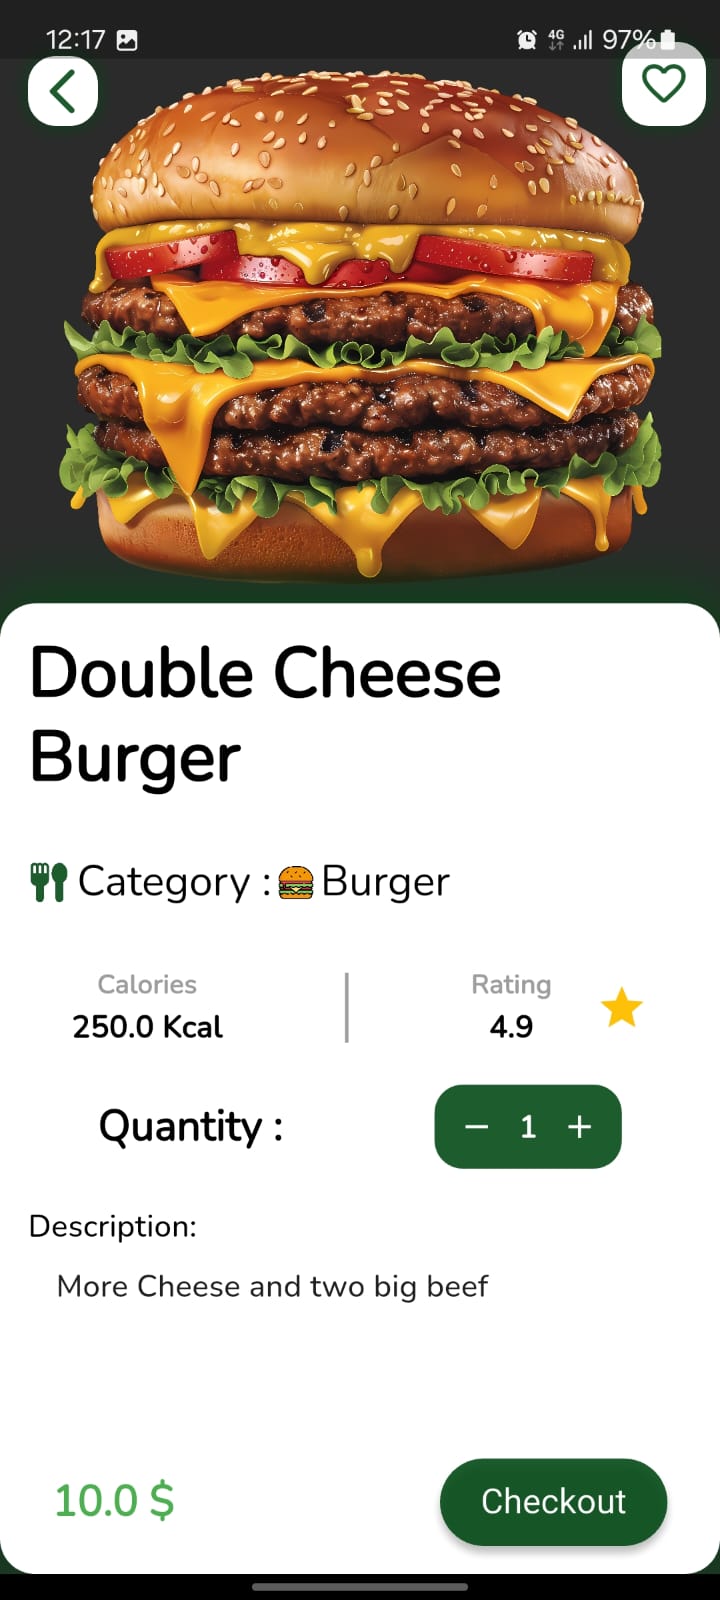 12:17
4G 97%
Double Cheese
Burger
Category : Burger
Calories
250.0 Kcal
Rating
4.9
Quantity :
− 1 +
Description:
More Cheese and two big beef
10.0 $
Checkout